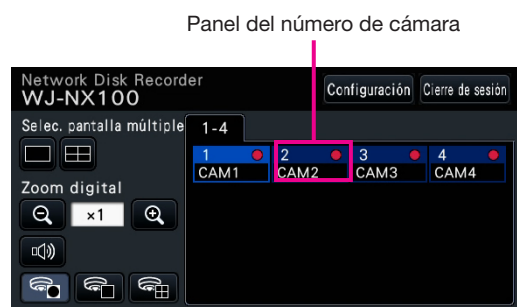 Panel del número de cámara
Network Disk Recorder
WJ-NX100
Configuración
Cierre de sesión
Selec. pantalla múltiple
1-4
1
2
3
4
CAM1
CAM2
CAM3
CAM4
Zoom digital
×1